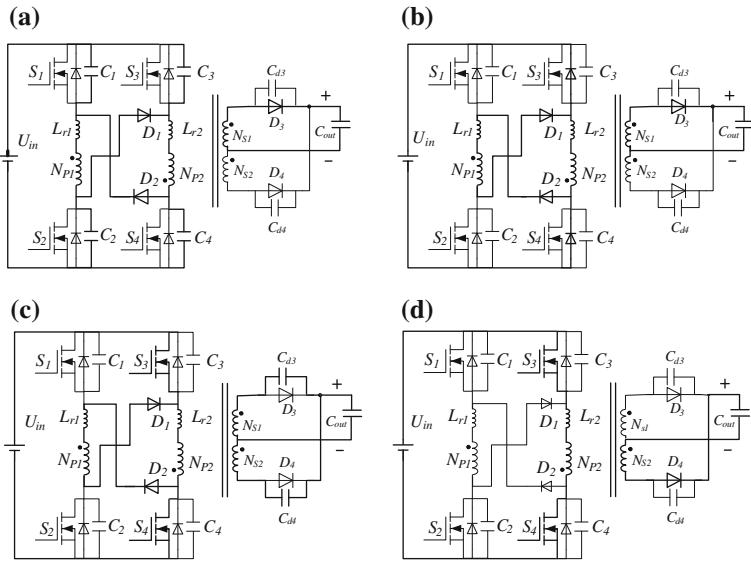 (a)
S1
C1
S3
C3
Uin
Lr1
D1
Lr2
NP1
D2
NP2
S2
C2
S4
C4
Cd3
D3
NS1
NS2
D4
Cd4
Cout
+
−
(b)
S1
C1
S3
C3
Uin
Lr1
D1
Lr2
NP1
D2
NP2
S2
C2
S4
C4
Cd3
D3
NS1
NS2
D4
Cd4
Cout
+
−
(c)
S1
C1
S3
C3
Uin
Lr1
D1
Lr2
NP1
D2
NP2
S2
C2
S4
C4
Cd3
D3
NS1
NS2
D4
Cd4
Cout
+
−
(d)
S1
C1
S3
C3
Uin
Lr1
D1
Lr2
NP1
D2
NP2
S2
C2
S4
C4
Cd3
D3
Ns1
NS2
D4
Cd4
Cout
+
−